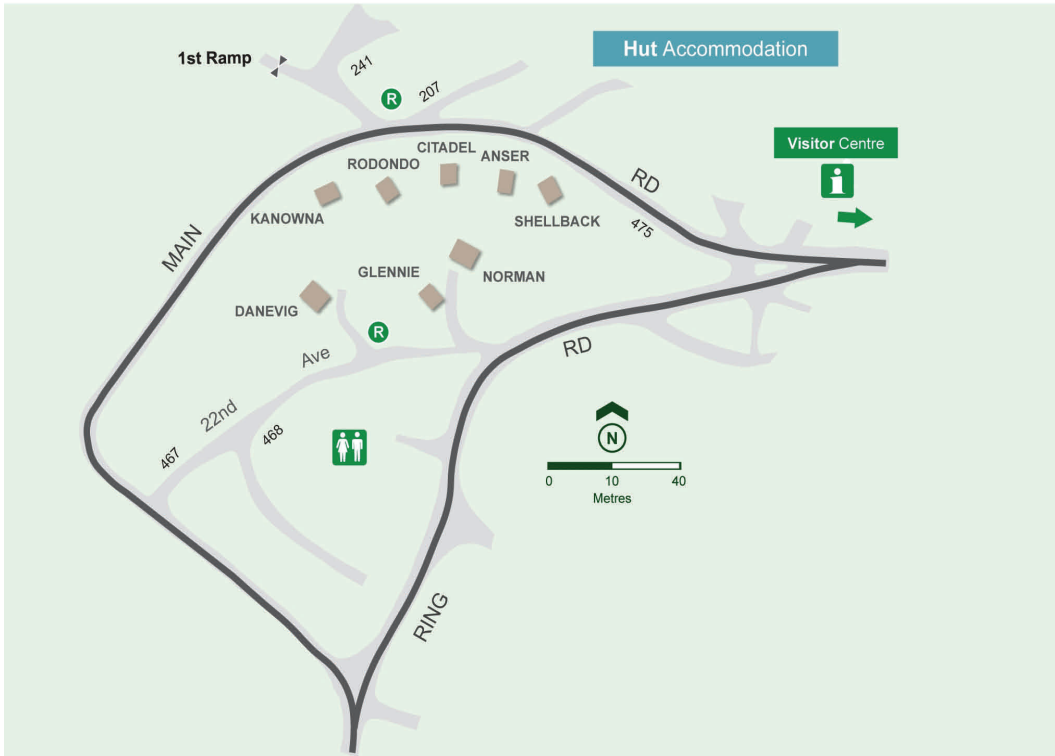 Hut Accommodation
1st Ramp
241
207
R
CITADEL
RODONDO
ANSER
KANOWNA
SHELLBACK
MAIN
RD
475
Visitor Centre
i
GLENNIE
NORMAN
DANEVIG
R
Ave
22nd
467
468
RD
N
0 10 40
Metres
RING